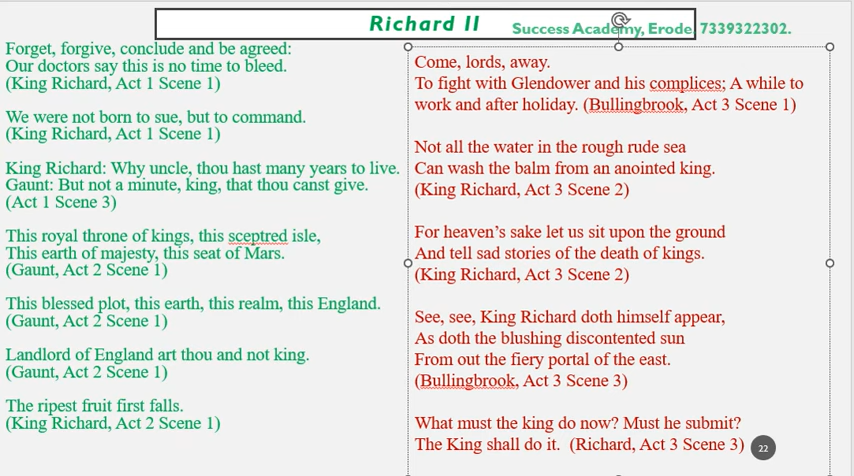 Richard II
Success Academy, Erode. 7339322302.
Forget, forgive, conclude and be agreed:
Our doctors say this is no time to bleed.
(King Richard, Act 1 Scene 1)
We were not born to sue, but to command.
(King Richard, Act 1 Scene 1)
King Richard: Why uncle, thou hast many years to live.
Gaunt: But not a minute, king, that thou canst give.
(Act 1 Scene 3)
This royal throne of kings, this sceptred isle,
This earth of majesty, this seat of Mars.
(Gaunt, Act 2 Scene 1)
This blessed plot, this earth, this realm, this England.
(Gaunt, Act 2 Scene 1)
Landlord of England art thou and not king.
(Gaunt, Act 2 Scene 1)
The ripest fruit first falls.
(King Richard, Act 2 Scene 1)
Come, lords, away.
To fight with Glendower and his complices; A while to
work and after holiday. (Bullingbrook, Act 3 Scene 1)
Not all the water in the rough rude sea
Can wash the balm from an anointed king.
(King Richard, Act 3 Scene 2)
For heaven’s sake let us sit upon the ground
And tell sad stories of the death of kings.
(King Richard, Act 3 Scene 2)
See, see, King Richard doth himself appear,
As doth the blushing discontented sun
From out the fiery portal of the east.
(Bullingbrook, Act 3 Scene 3)
What must the king do now? Must he submit?
The King shall do it. (Richard, Act 3 Scene 3)
22